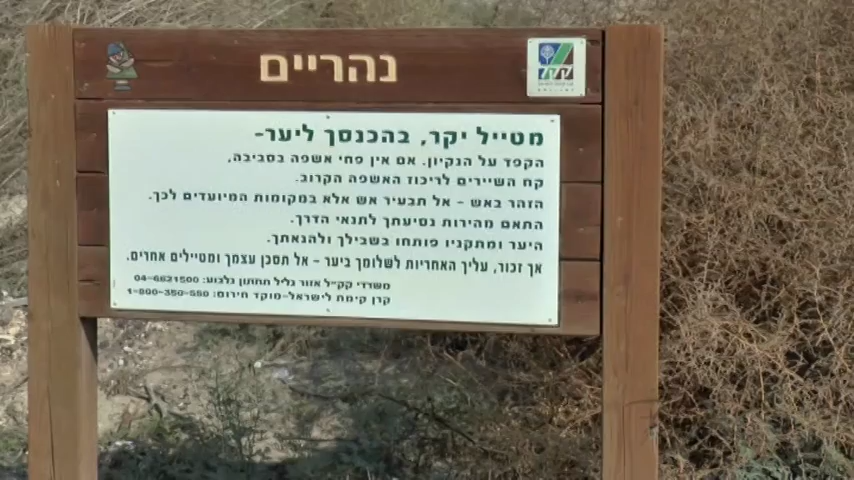 נהריים
מטייל יקר, בהכנסך ליער-
הקפד על הנקיון. אם אין פחי אשפה בסביבה,
קח השיירים לריכוז האשפה הקרוב.
הזהר באש - אל תבעיר אש אלא במקומות המיועדים לכך.
התאם מהירות נסיעתך לתנאי הדרך.
היער ומתקניו פותחו בשבילך ולהנאתך.
אך זכור, עליך האחריות לשלומך ביער - אל תסכן עצמך ומטיילים אחרים.
משרדי קק״ל אזור גליל תחתון גלבוע: 04-6621500
קרן קימת לישראל-מוקד חירום: 1-800-350-550